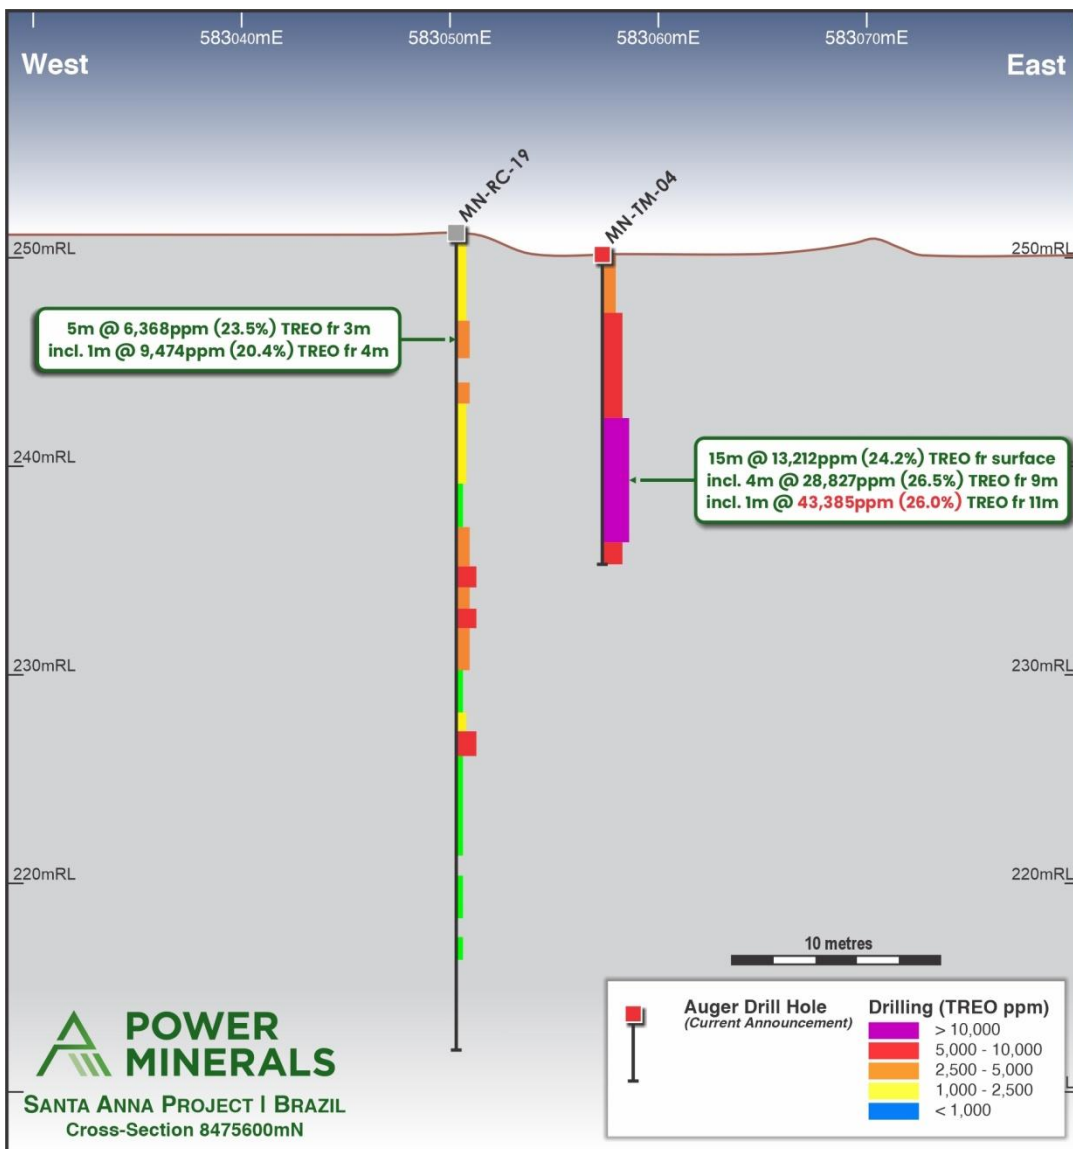 583040mE
583050mE
583060mE
583070mE
West
East
MN-RC-19
MN-TM-04
250mRL
250mRL
5m @ 6,368ppm (23.5%) TREO fr 3m
incl. 1m @ 9,474ppm (20.4%) TREO fr 4m
240mRL
15m @ 13,212ppm (24.2%) TREO fr surface
incl. 4m @ 28,827ppm (26.5%) TREO fr 9m
incl. 1m @ 43,385ppm (26.0%) TREO fr 11m
230mRL
230mRL
220mRL
220mRL
10 metres
Auger Drill Hole
(Current Announcement)
Drilling (TREO ppm)
> 10,000
5,000 - 10,000
2,500 - 5,000
1,000 - 2,500
< 1,000
POWER
MINERALS
SANTA ANNA PROJECT | BRAZIL
Cross-Section 8475600mN